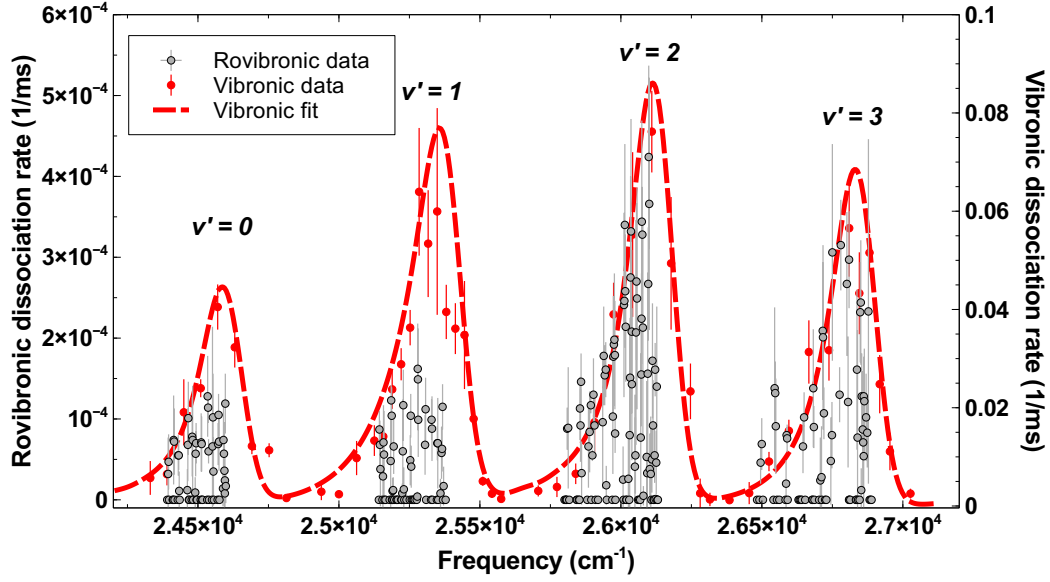 6×10⁻⁴
5×10⁻⁴
4×10⁻⁴
3×10⁻⁴
2×10⁻⁴
10⁻⁴
0
Rovibronic dissociation rate (1/ms)
Rovibronic data
Vibronic data
Vibronic fit
v' = 0
v' = 1
v' = 2
v' = 3
0.1
0.08
0.06
0.04
0.02
0
Vibronic dissociation rate (1/ms)
2.45×10⁴
2.5×10⁴
2.55×10⁴
2.6×10⁴
2.65×10⁴
2.7×10⁴
Frequency (cm⁻¹)